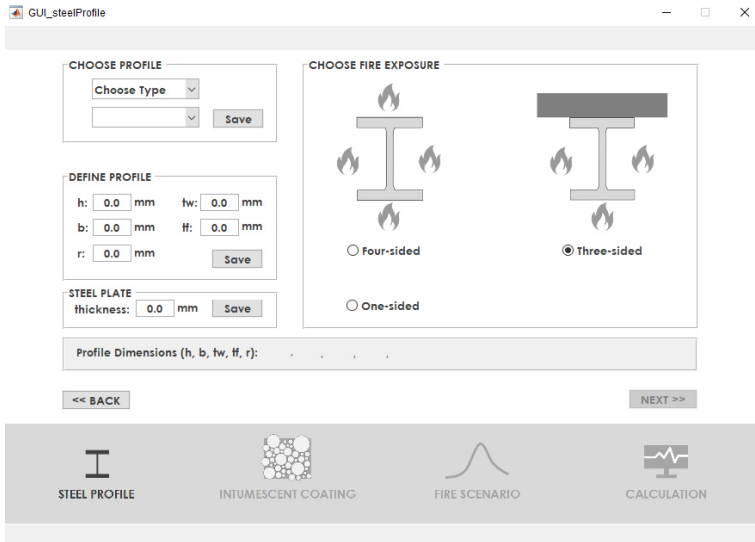 GUI_steelProfile
CHOOSE PROFILE
Choose Type
Save
DEFINE PROFILE
h: 0.0 mm tw: 0.0 mm
b: 0.0 mm tf: 0.0 mm
r: 0.0 mm Save
STEEL PLATE
thickness: 0.0 mm Save
CHOOSE FIRE EXPOSURE
Four-sided
Three-sided
One-sided
Profile Dimensions (h, b, tw, tf, r): , , , ,
<< BACK
NEXT >>
STEEL PROFILE
INTUMESCENT COATING
FIRE SCENARIO
CALCULATION